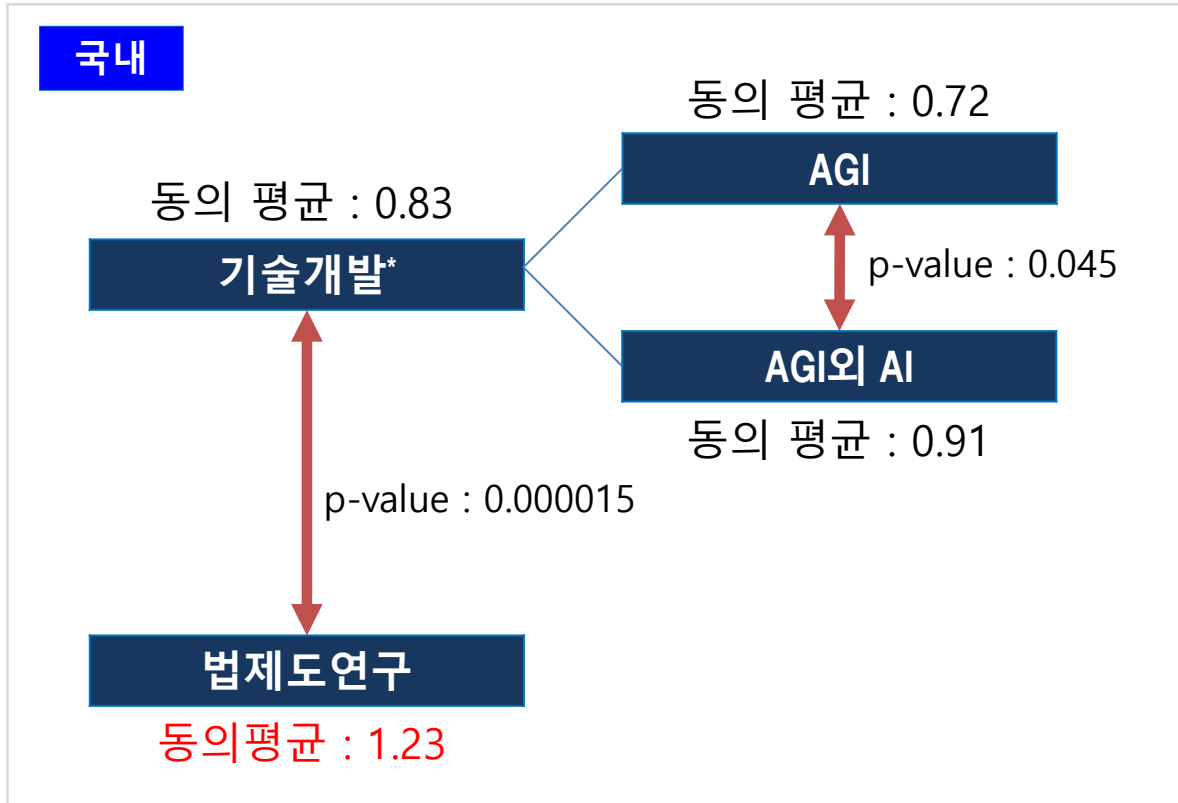 국내
동의 평균 : 0.72
AGI
동의 평균 : 0.83
기술개발*
p-value : 0.045
AGI외 AI
동의 평균 : 0.91
p-value : 0.000015
법제도연구
동의평균 : 1.23